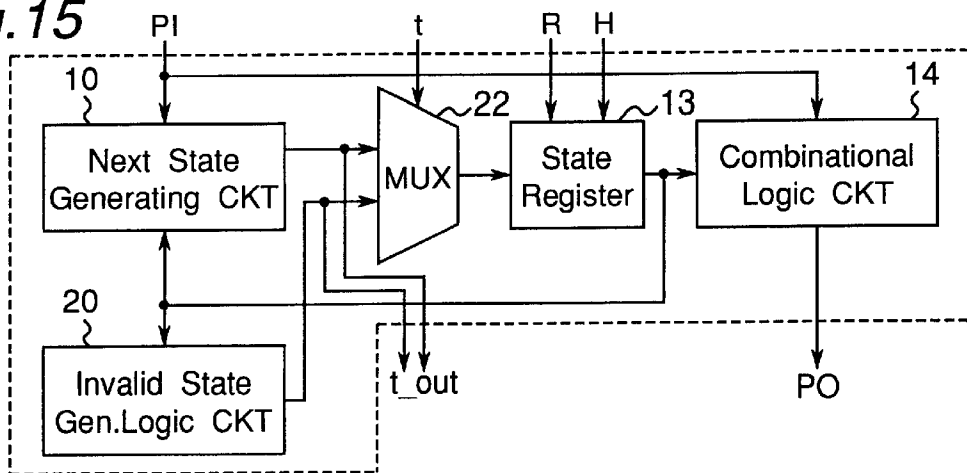 .15
PI
t
R
H
10
22
13
14
Next State
Generating CKT
MUX
State
Register
Combinational
Logic CKT
20
Invalid State
Gen.Logic CKT
t_out
PO